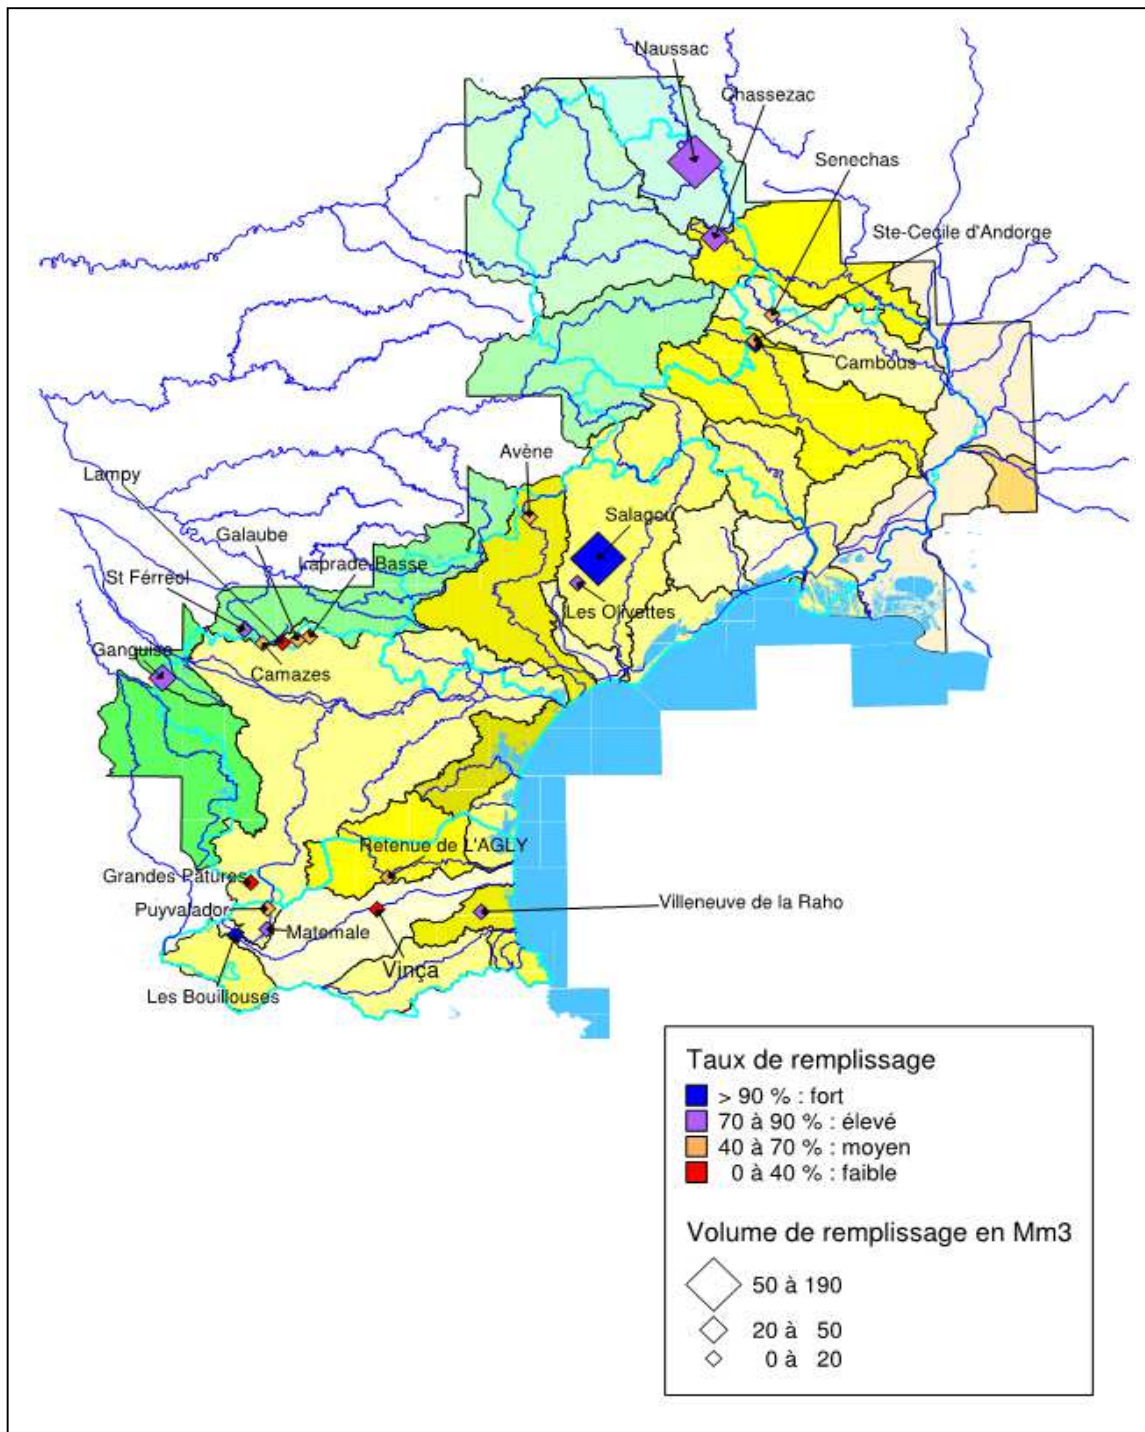 Naussac
Chassezac
Senechas
Ste-Cecile d'Andorge
Cambous
Avène
Lampy
Salagou
Galaube
Laprade Basse
St Férréol
Les Olivettes
Ganguise
Camazes
Retenue de L'AGLY
Grandes Patures
Villeneuve de la Raho
Puyvalador
Matemale
Vinça
Les Bouillouses
Taux de remplissage
> 90 % : fort
70 à 90 % : élevé
40 à 70 % : moyen
0 à 40 % : faible
Volume de remplissage en Mm3
50 à 190
20 à 50
0 à 20